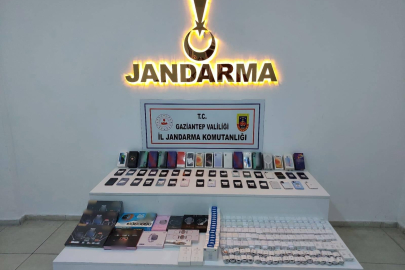 JANDARMA
T.C.
GAZİANTEP VALİLİĞİ
İL JANDARMA KOMUTANLIĞI